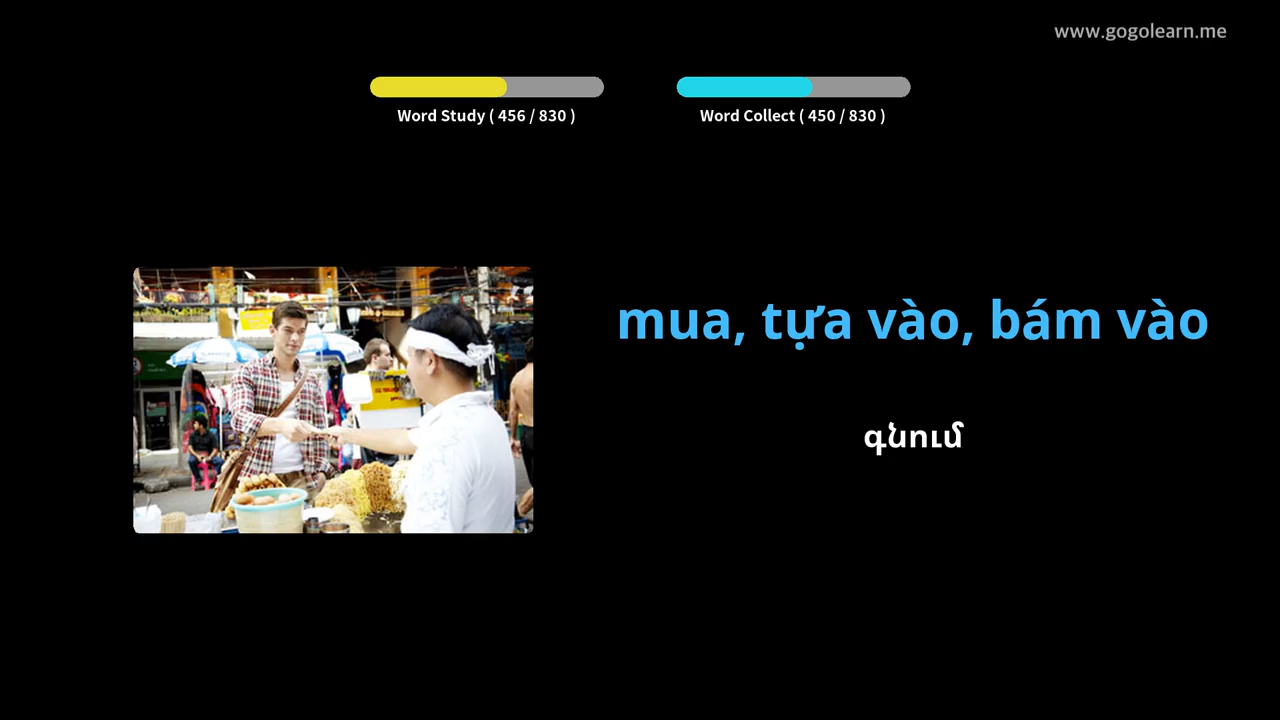 www.gogolearn.me
Word Study ( 456 / 830 )
Word Collect ( 450 / 830 )
mua, tựa vào, bám vào
գնում